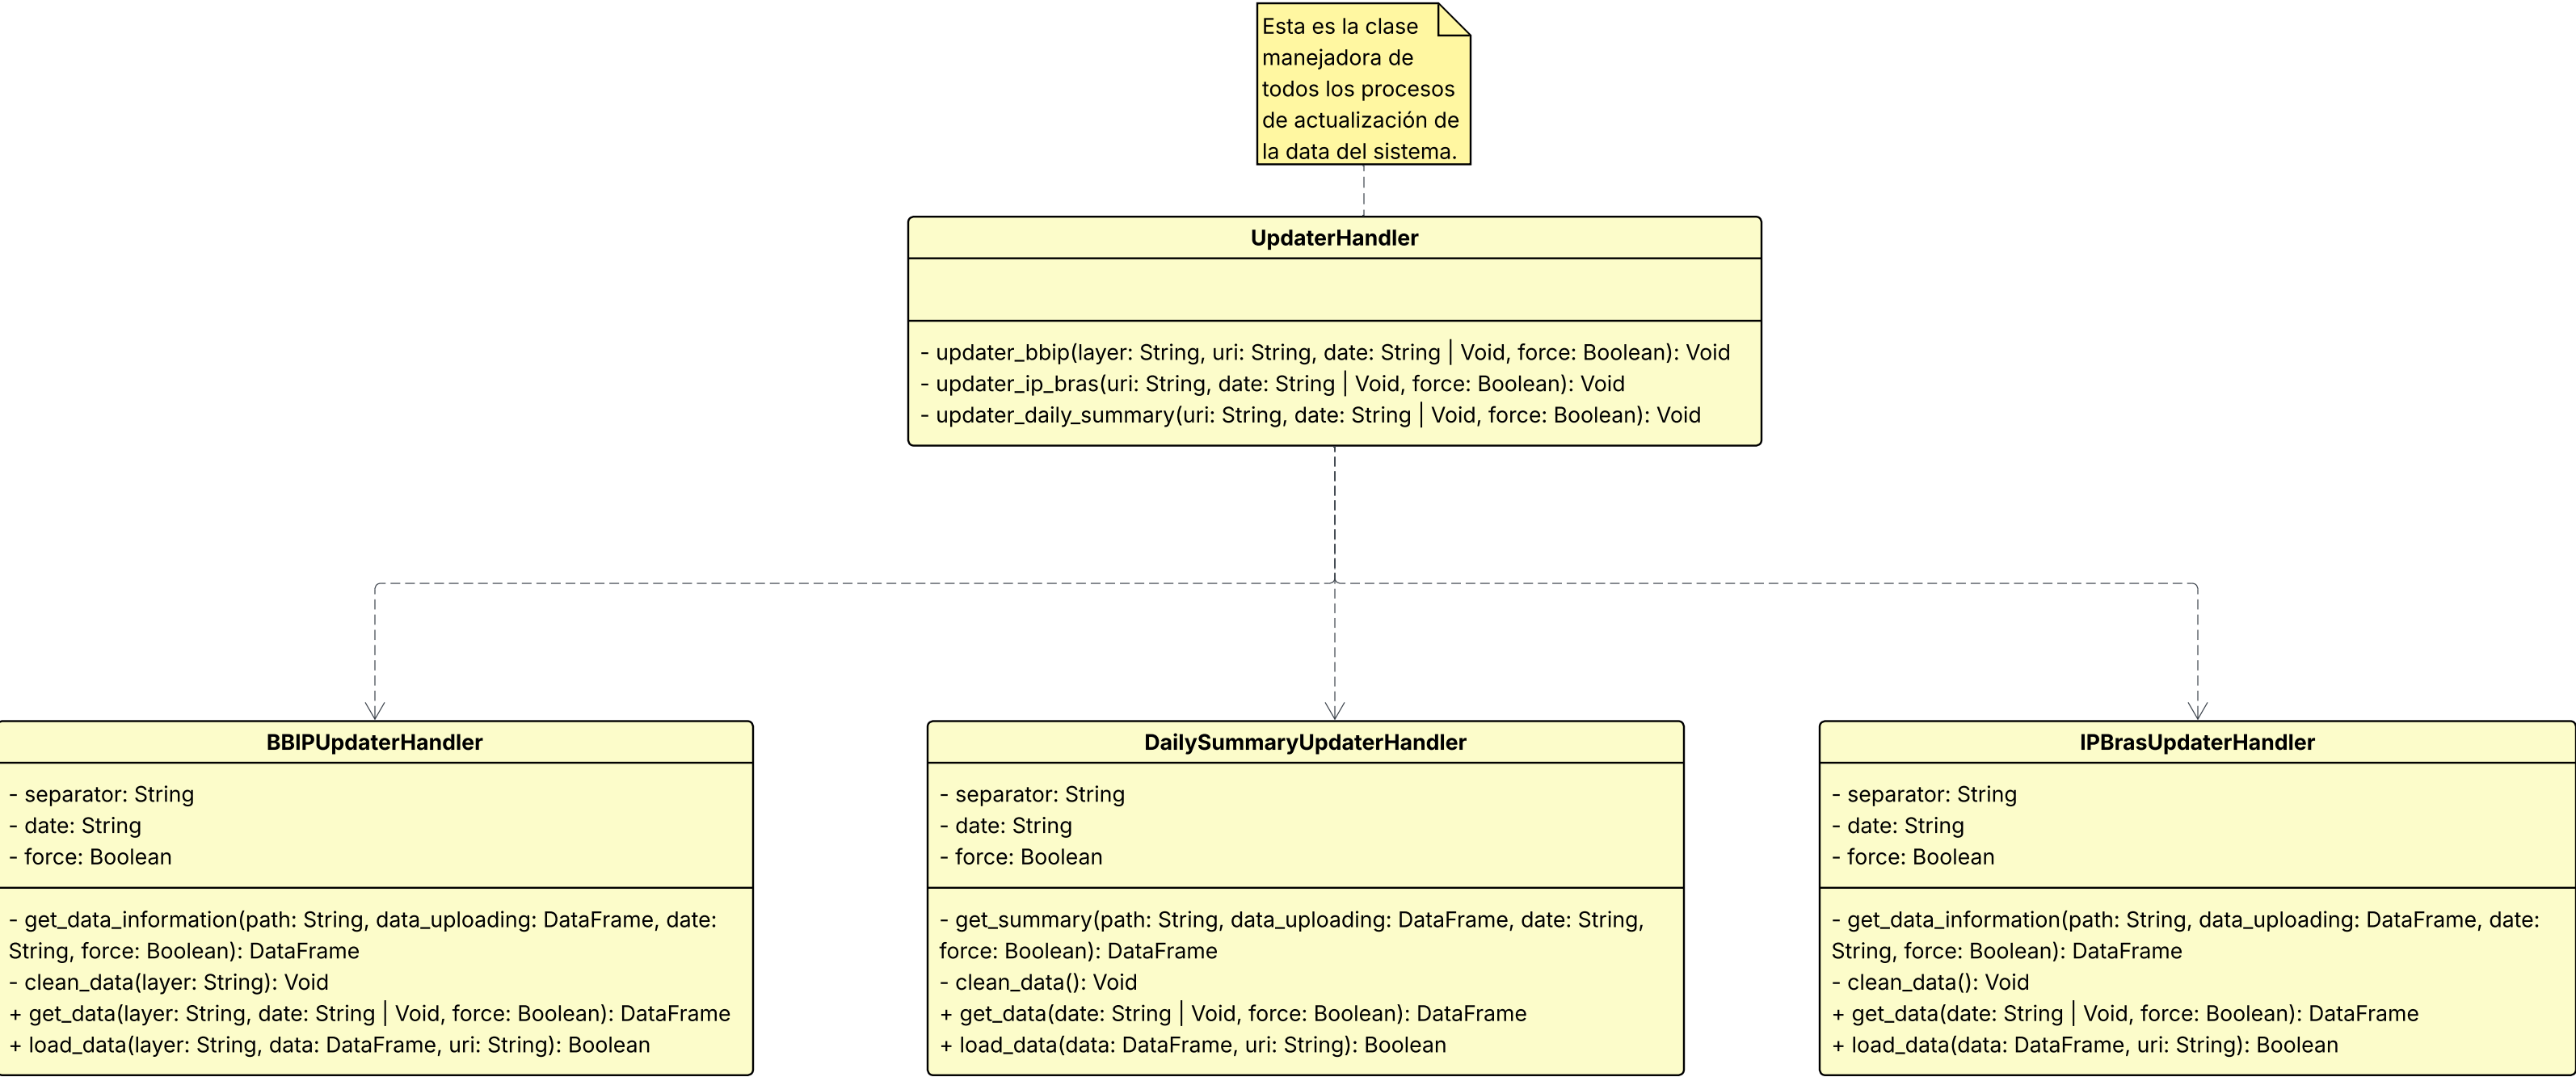 Esta es la clase
manejadora de
todos los procesos
de actualización de
la data del sistema.
UpdaterHandler
- updater_bbip(layer: String, uri: String, date: String | Void, force: Boolean): Void
- updater_ip_bras(uri: String, date: String | Void, force: Boolean): Void
- updater_daily_summary(uri: String, date: String | Void, force: Boolean): Void
BBIPUpdaterHandler
- separator: String
- date: String
- force: Boolean
- get_data_information(path: String, data_uploading: DataFrame, date:
String, force: Boolean): DataFrame
- clean_data(layer: String): Void
+ get_data(layer: String, date: String | Void, force: Boolean): DataFrame
+ load_data(layer: String, data: DataFrame, uri: String): Boolean
DailySummaryUpdaterHandler
- separator: String
- date: String
- force: Boolean
- get_summary(path: String, data_uploading: DataFrame, date: String,
force: Boolean): DataFrame
- clean_data(): Void
+ get_data(date: String | Void, force: Boolean): DataFrame
+ load_data(data: DataFrame, uri: String): Boolean
IPBrasUpdaterHandler
- separator: String
- date: String
- force: Boolean
- get_data_information(path: String, data_uploading: DataFrame, date:
String, force: Boolean): DataFrame
- clean_data(): Void
+ get_data(date: String | Void, force: Boolean): DataFrame
+ load_data(data: DataFrame, uri: String): Boolean